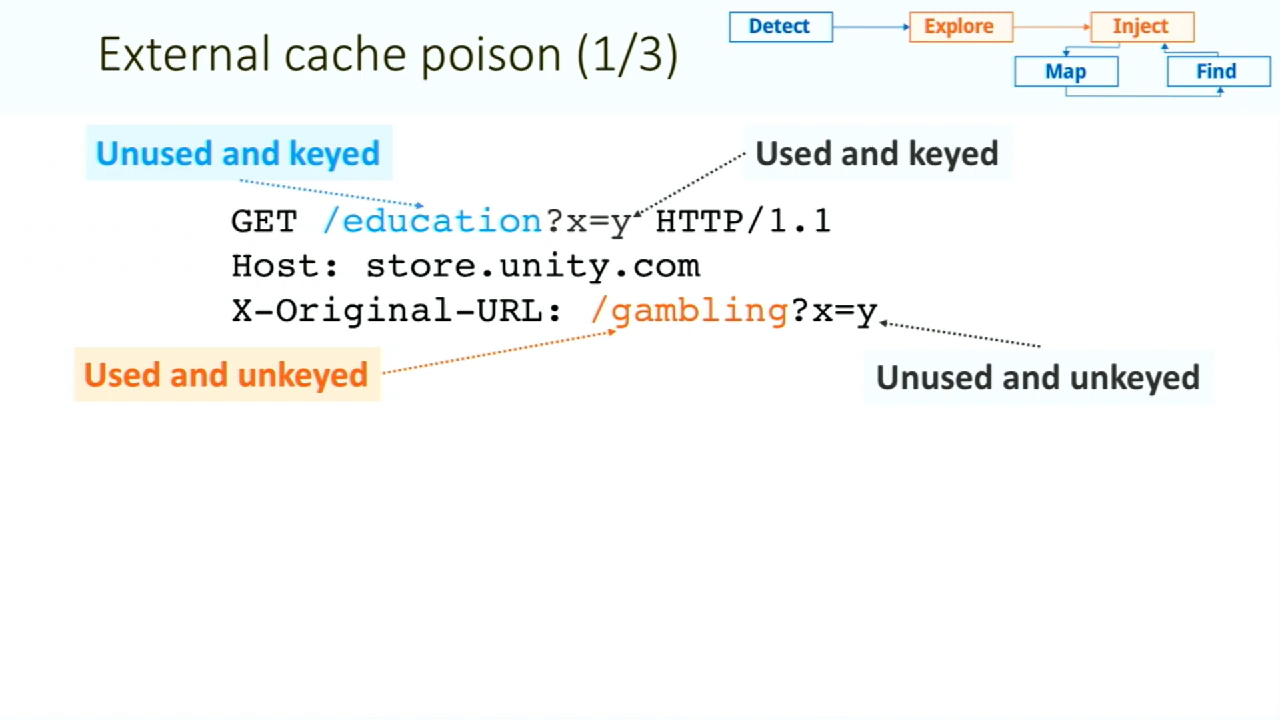 External cache poison (1/3)
Detect
Explore
Inject
Map
Find
Unused and keyed
Used and keyed
GET /education?x=y HTTP/1.1
Host: store.unity.com
X-Original-URL: /gambling?x=y
Used and unkeyed
Unused and unkeyed